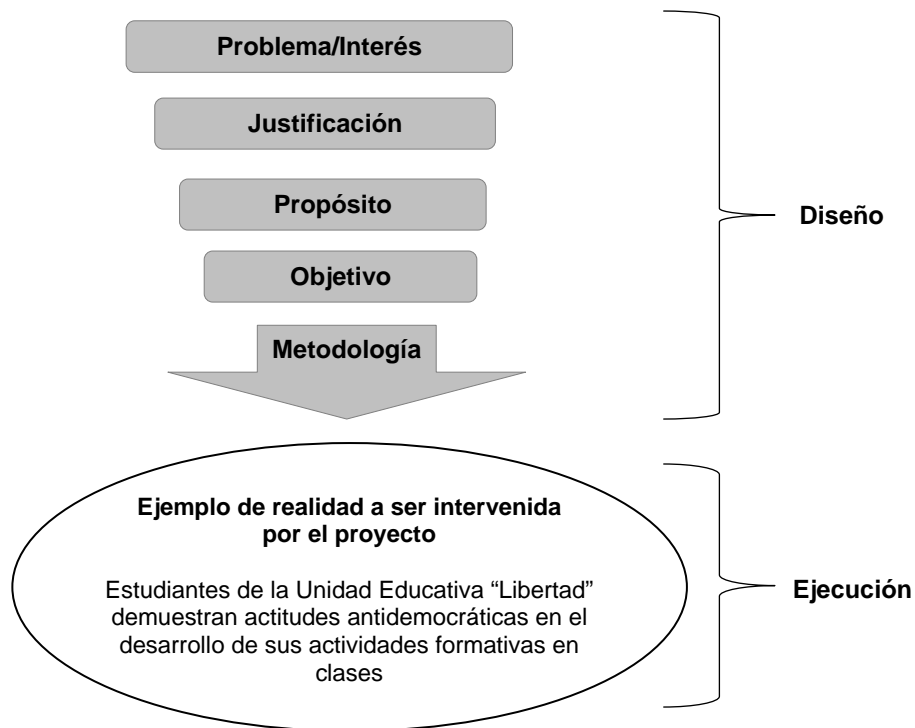 Problema/Interés
Justificación
Propósito
Objetivo
Metodología
Diseño
Ejemplo de realidad a ser intervenida
por el proyecto
Estudiantes de la Unidad Educativa “Libertad”
demuestran actitudes antidemocráticas en el
desarrollo de sus actividades formativas en
clases
Ejecución